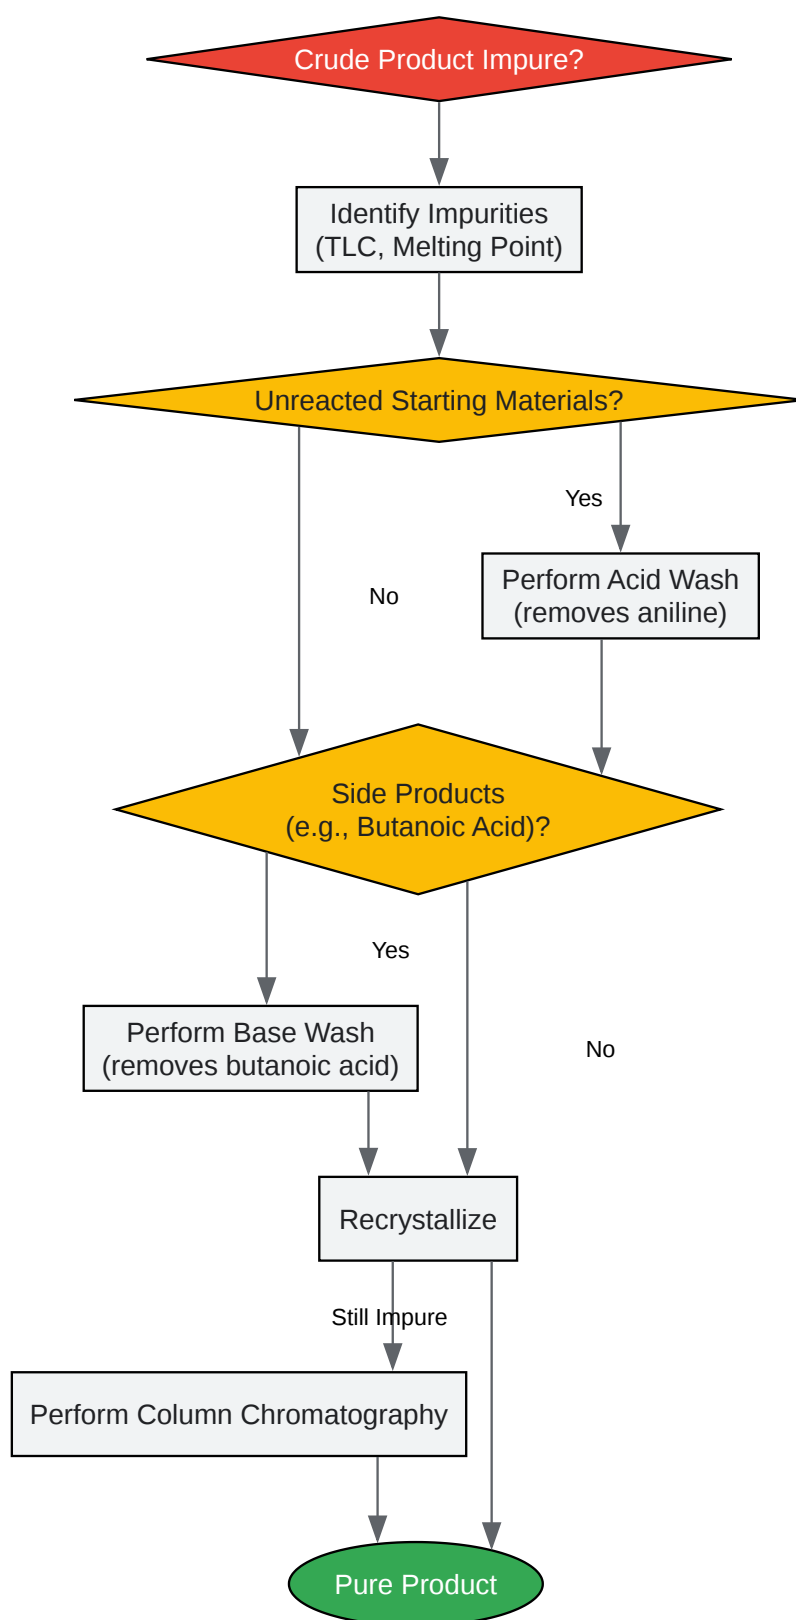 Crude Product Impure?
Identify Impurities
(TLC, Melting Point)
Unreacted Starting Materials?
Yes
No
Perform Acid Wash
(removes aniline)
Side Products
(e.g., Butanoic Acid)?
Yes
No
Perform Base Wash
(removes butanoic acid)
Recrystallize
Still Impure
Perform Column Chromatography
Pure Product